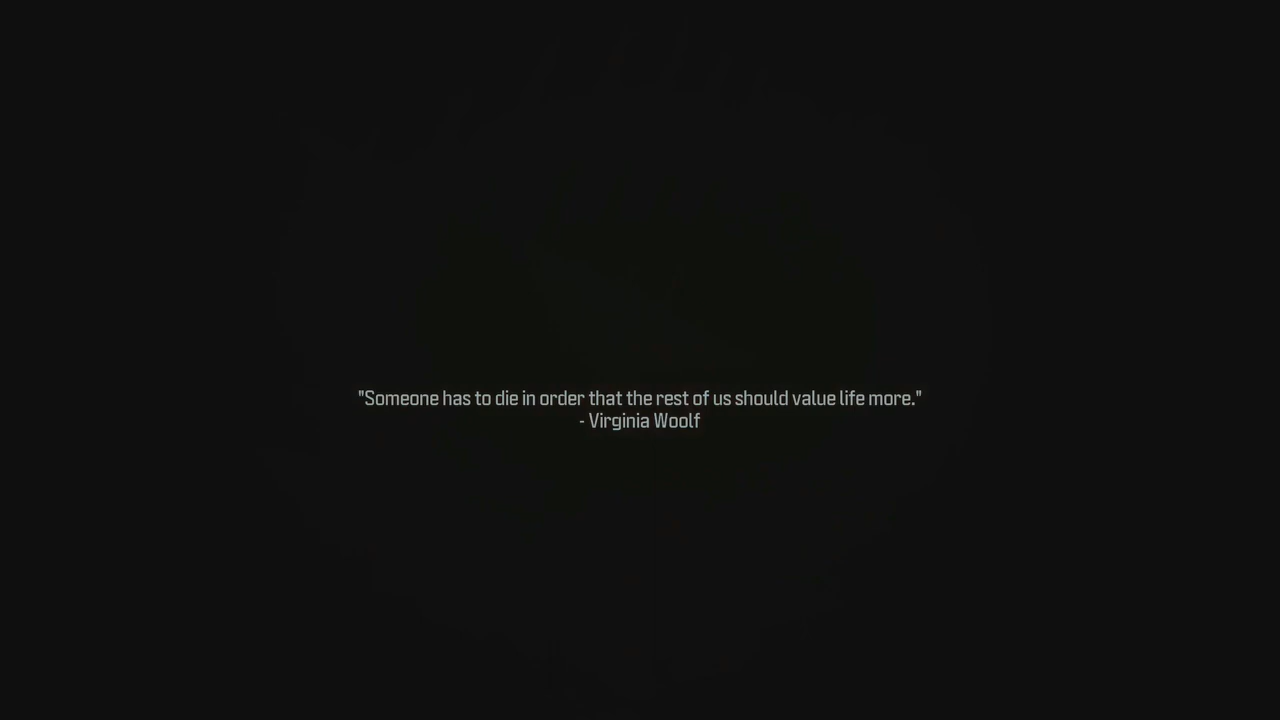 "Someone has to die in order that the rest of us should value life more."
- Virginia Woolf